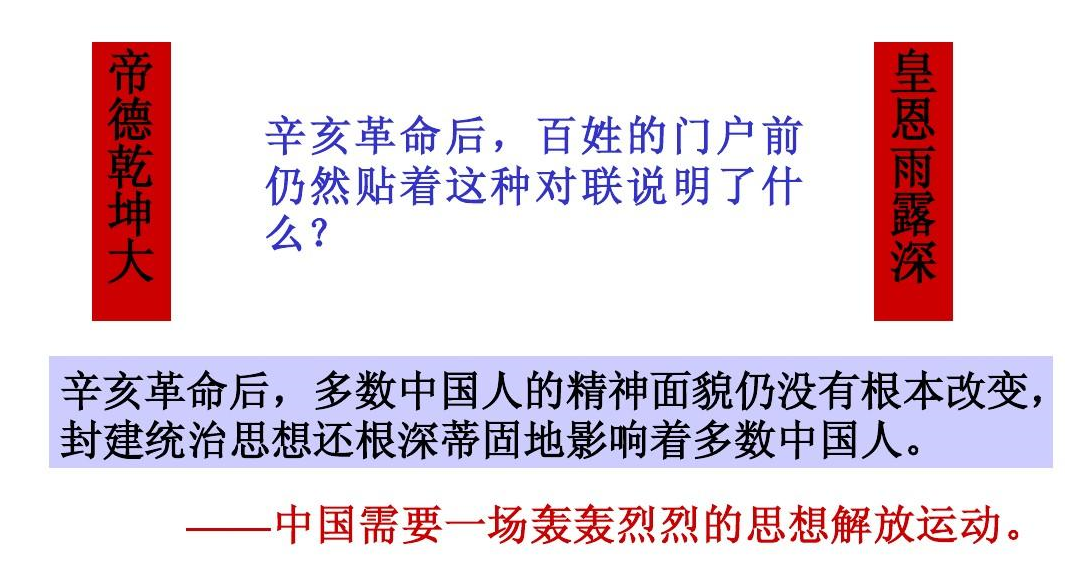 帝德乾坤大
皇恩雨露深
辛亥革命后，百姓的门户前
仍然贴着这种对联说明了什
么？
辛亥革命后，多数中国人的精神面貌仍没有根本改变，
封建统治思想还根深蒂固地影响着多数中国人。
——中国需要一场轰轰烈烈的思想解放运动。